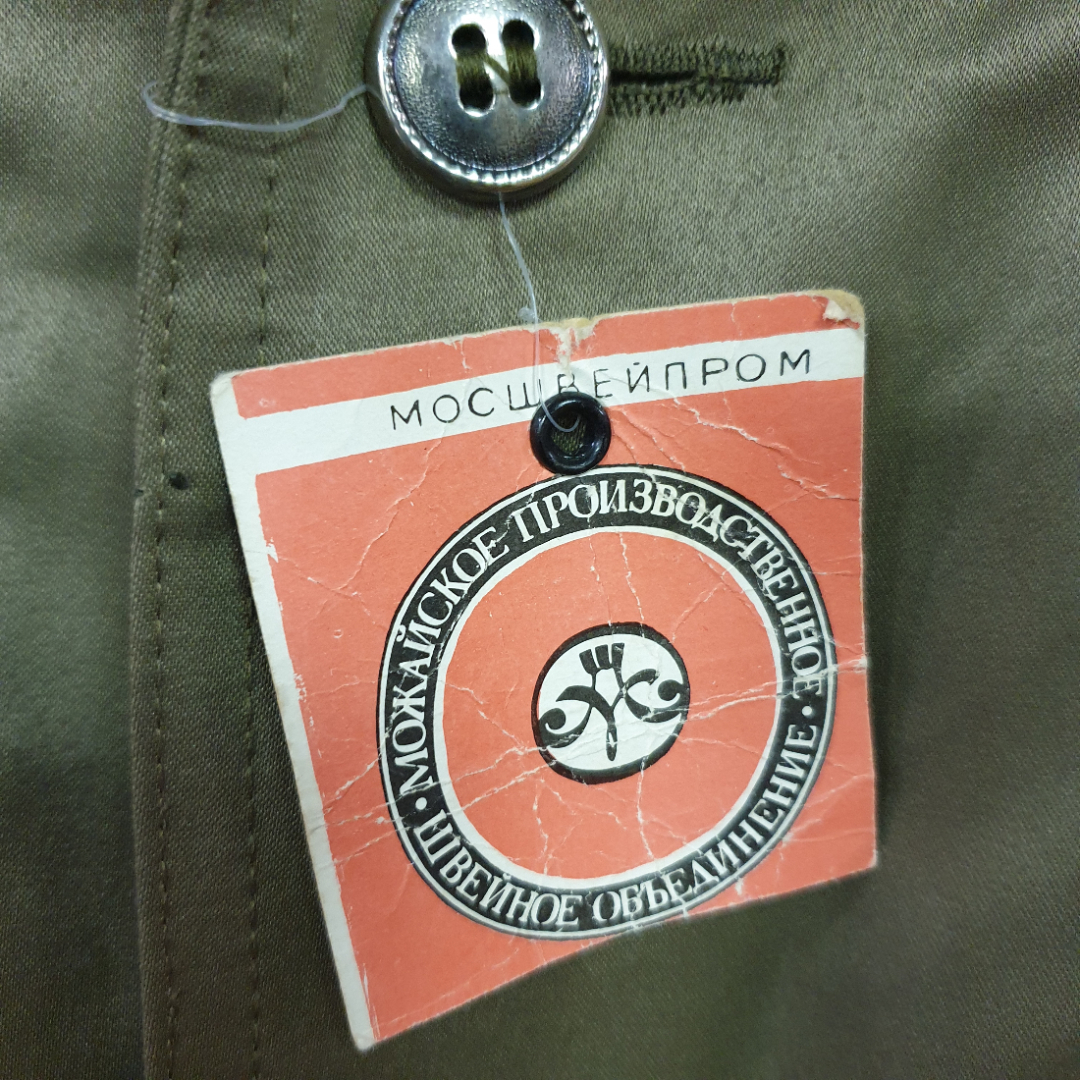 МОСШВЕЙПРОМ
МОЖАЙСКОЕ ПРОИЗВОДСТВЕННОЕ
• ШВЕЙНОЕ ОБЪЕДИНЕНИЕ •